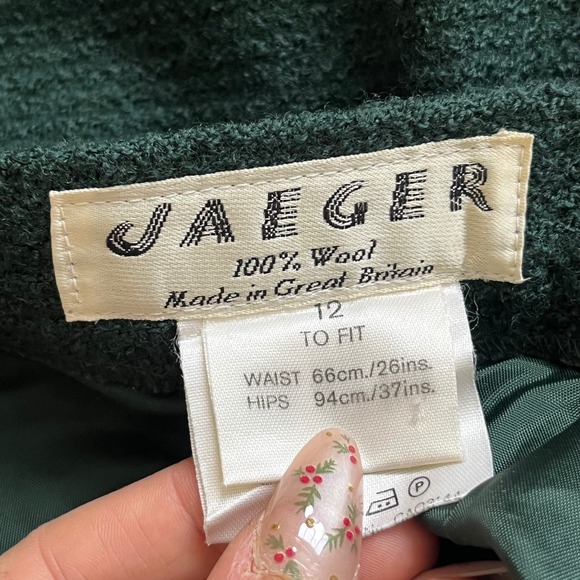 JAEGER
100% Wool
Made in Great Britain
12
TO FIT
WAIST 66cm./26ins.
HIPS 94cm./37ins.
P